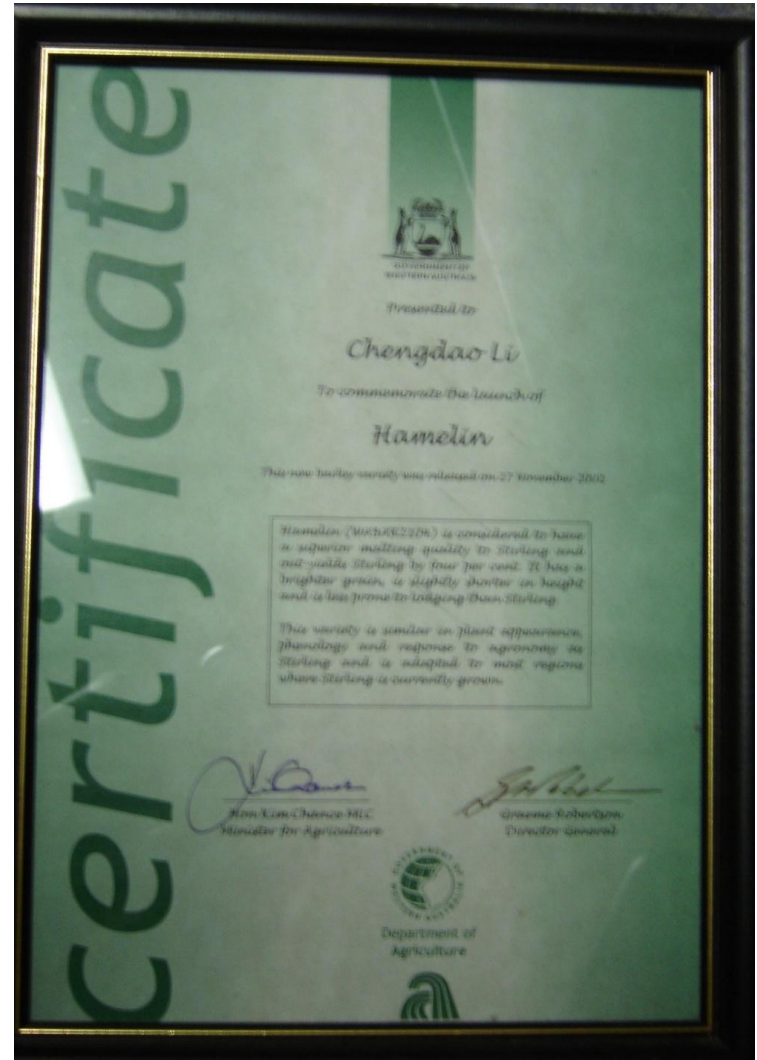 certificate
GOVERNMENT OF
WESTERN AUSTRALIA
Presented to
Chengdao Li
To commemorate the launch of
Hamelin
This new barley variety was released on 27 November 2002
Hamelin is considered to have
a superior malting quality to Stirling and
out yields Stirling by four per cent. It has a
brighter grain, is slightly shorter in height
and is less prone to lodging than Stirling.
This variety is similar in plant appearance,
phenology and response to agronomy as
Stirling and is adapted to most regions
where Stirling is currently grown.
Hon Kim Chance MLC
Minister for Agriculture
Graeme Robertson
Director General
GOVERNMENT OF WESTERN AUSTRALIA
Department of
Agriculture